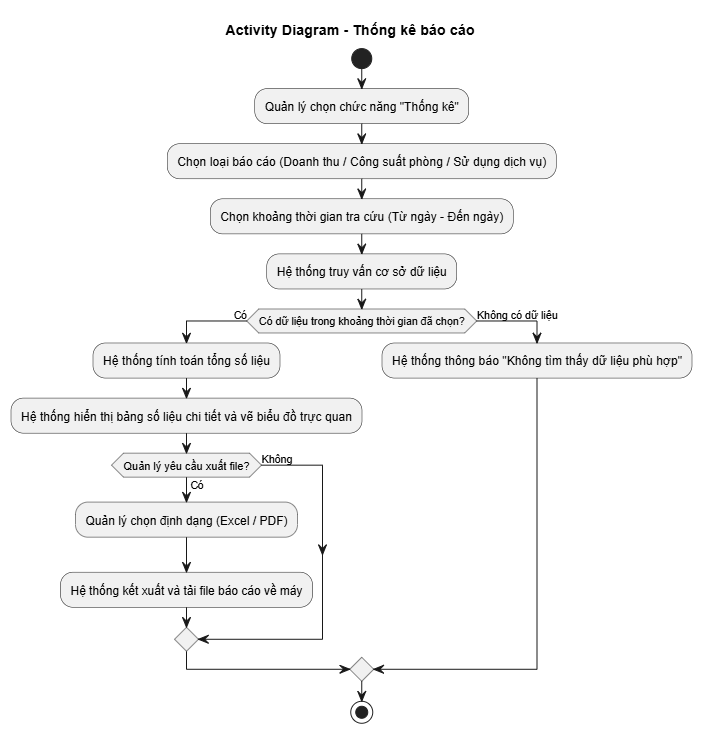 Activity Diagram - Thống kê báo cáo
Quản lý chọn chức năng "Thống kê"
Chọn loại báo cáo (Doanh thu / Công suất phòng / Sử dụng dịch vụ)
Chọn khoảng thời gian tra cứu (Từ ngày - Đến ngày)
Hệ thống truy vấn cơ sở dữ liệu
Có
Có dữ liệu trong khoảng thời gian đã chọn?
Không có dữ liệu
Hệ thống tính toán tổng số liệu
Hệ thống thông báo "Không tìm thấy dữ liệu phù hợp"
Hệ thống hiển thị bảng số liệu chi tiết và vẽ biểu đồ trực quan
Quản lý yêu cầu xuất file?
Không
Có
Quản lý chọn định dạng (Excel / PDF)
Hệ thống kết xuất và tải file báo cáo về máy